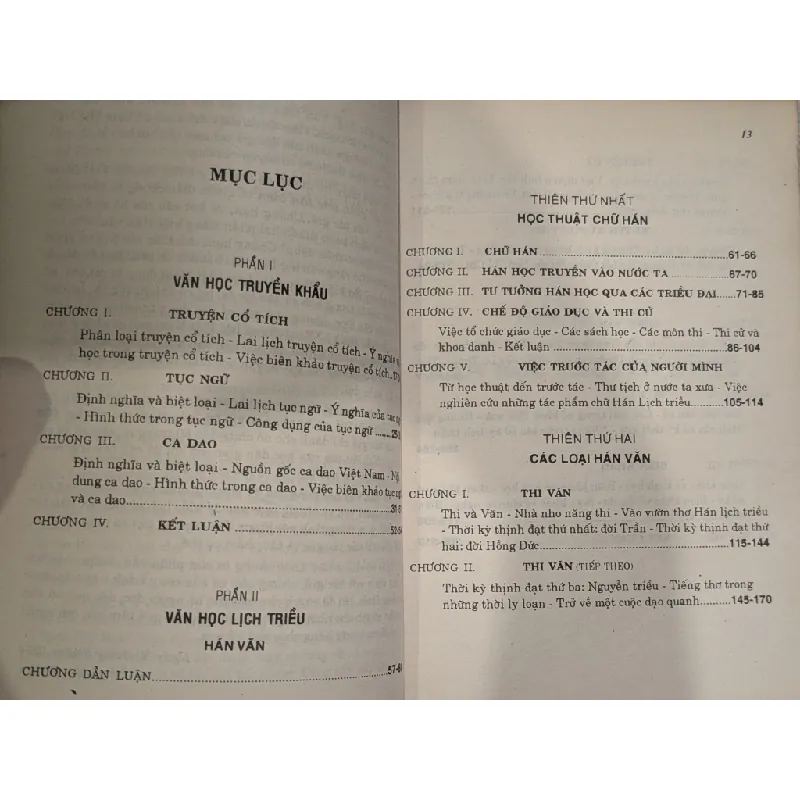 MỤC LỤC
PHẦN I
VĂN HỌC TRUYỀN KHẨU
CHƯƠNG I. TRUYỆN CỔ TÍCH
Phân loại truyện cổ tích - Lai lịch truyện cổ tích - Ý nghĩa
học trong truyện cổ tích - Việc biên khảo truyện cổ tích
CHƯƠNG II. TỤC NGỮ
Định nghĩa và biệt loại - Lai lịch tục ngữ - Ý nghĩa của tục
- Hình thức trong tục ngữ - Công dụng của tục ngữ
CHƯƠNG III. CA DAO
Định nghĩa và biệt loại - Nguồn gốc ca dao Việt Nam -
dung ca dao - Hình thức trong ca dao - Việc biên khảo tục
và ca dao
CHƯƠNG IV. KẾT LUẬN
PHẦN II
VĂN HỌC LỊCH TRIỀU
HÁN VĂN
CHƯƠNG DẪN LUẬN
13
THIÊN THỨ NHẤT
HỌC THUẬT CHỮ HÁN
CHƯƠNG I. CHỮ HÁN 61-66
CHƯƠNG II. HÁN HỌC TRUYỀN VÀO NƯỚC TA 67-70
CHƯƠNG III. TƯ TƯỞNG HÁN HỌC QUA CÁC TRIỀU ĐẠI 71-85
CHƯƠNG IV. CHẾ ĐỘ GIÁO DỤC VÀ THI CỬ
Việc tổ chức giáo dục - Các sách học - Các môn thi - Thi cử và
khoa danh - Kết luận 86-104
CHƯƠNG V. VIỆC TRƯỚC TÁC CỦA NGƯỜI MÌNH
Từ học thuật đến trước tác - Thư tịch ở nước ta xưa - Việc
nghiên cứu những tác phẩm chữ Hán Lịch triều 105-114
THIÊN THỨ HAI
CÁC LOẠI HÁN VĂN
CHƯƠNG I. THI VĂN
Thi và Văn - Nhà nho năng thi - Vào vườn thơ Hán lịch triều
- Thời kỳ thịnh đạt thú nhất: đời Trần - Thời kỳ thịnh đạt thứ
hai: đời Hồng Đức 115-144
CHƯƠNG II. THI VĂN (TIẾP THEO)
Thời kỳ thịnh đạt thứ ba: Nguyễn triều - Tiếng thơ trong
những thời ly loạn - Trở về một cuộc dạo quanh 145-170